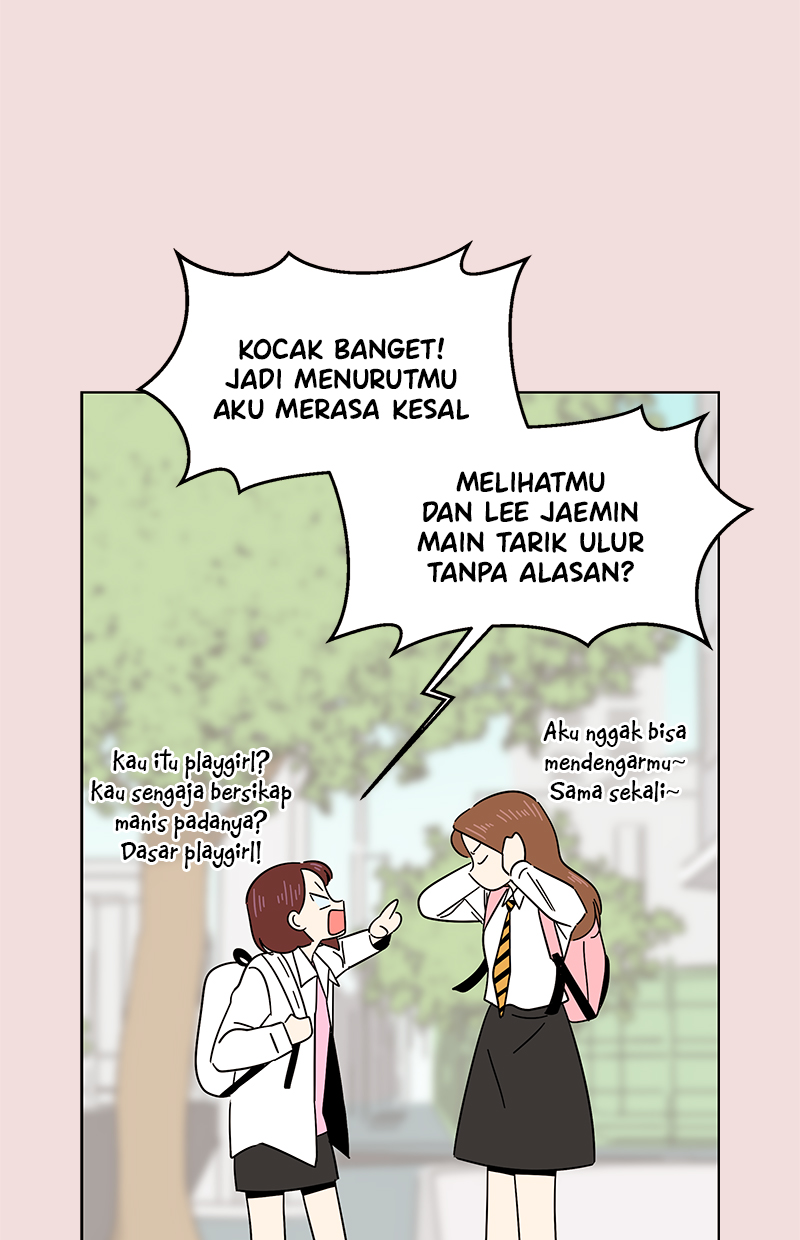 KOCAK BANGET!
JADI MENURUTMU
AKU MERASA KESAL
MELIHATMU
DAN LEE JAEMIN
MAIN TARIK ULUR
TANPA ALASAN?
Kau itu playgirl?
Kau sengaja bersikap
manis padanya?
Dasar playgirl!
Aku nggak bisa
mendengarmu~
Sama sekali~